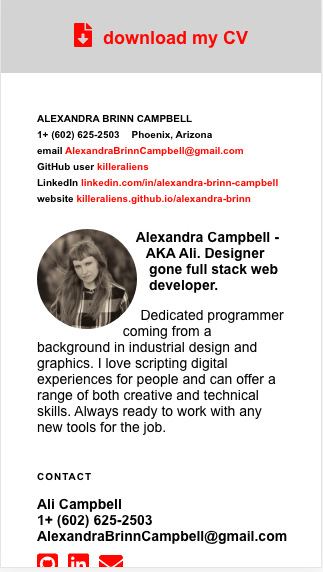 download my CV
ALEXANDRA BRINN CAMPBELL
1+ (602) 625-2503 Phoenix, Arizona
email AlexandraBrinnCampbell@gmail.com
GitHub user killeraliens
LinkedIn linkedin.com/in/alexandra-brinn-campbell
website killeraliens.github.io/alexandra-brinn
Alexandra Campbell -
AKA Ali. Designer
gone full stack web
developer.
Dedicated programmer
coming from a
background in industrial design and
graphics. I love scripting digital
experiences for people and can offer a
range of both creative and technical
skills. Always ready to work with any
new tools for the job.
CONTACT
Ali Campbell
1+ (602) 625-2503
AlexandraBrinnCampbell@gmail.com